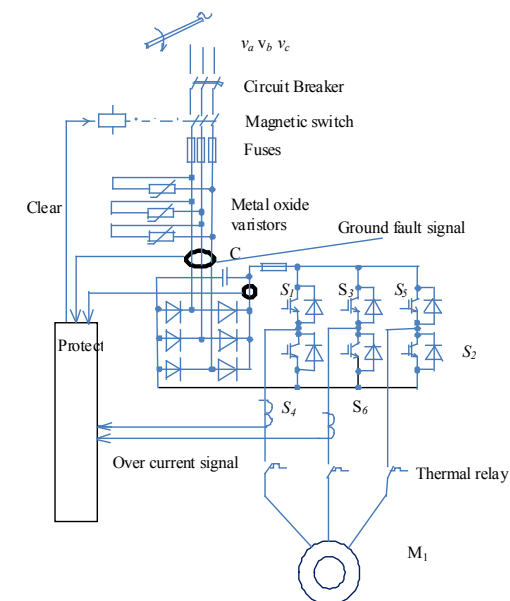 va vb vc
Circuit Breaker
Magnetic switch
Fuses
Clear
Metal oxide
varistors
Ground fault signal
C
S1 S3 S5
Protect
S2
S4 S6
Over current signal
Thermal relay
M1